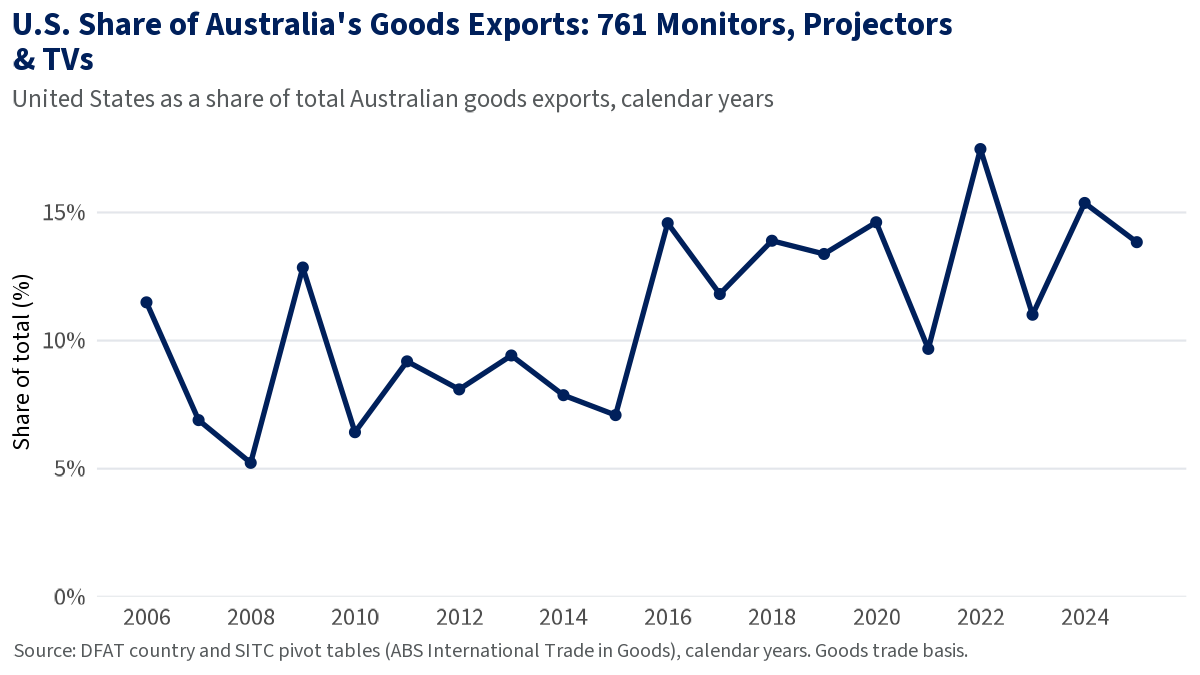 U.S. Share of Australia's Goods Exports: 761 Monitors, Projectors
& TVs
United States as a share of total Australian goods exports, calendar years
Share of total (%)
15%
10%
5%
0%
2006 2008 2010 2012 2014 2016 2018 2020 2022 2024
Source: DFAT country and SITC pivot tables (ABS International Trade in Goods), calendar years. Goods trade basis.